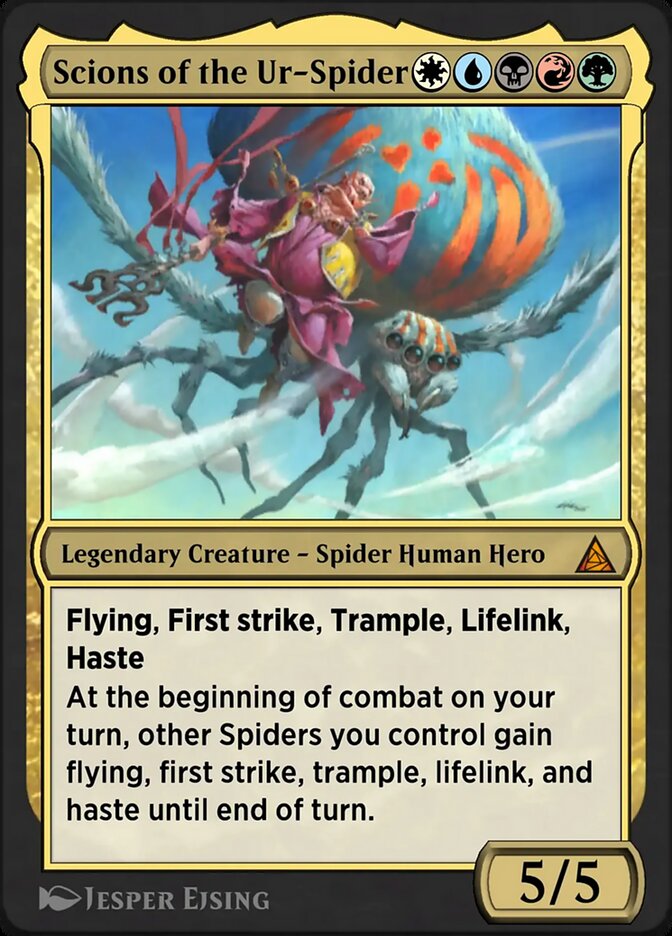 Scions of the Ur-Spider
Legendary Creature – Spider Human Hero
Flying, First strike, Trample, Lifelink,
Haste
At the beginning of combat on your
turn, other Spiders you control gain
flying, first strike, trample, lifelink, and
haste until end of turn.
5/5
Jesper Ejsing